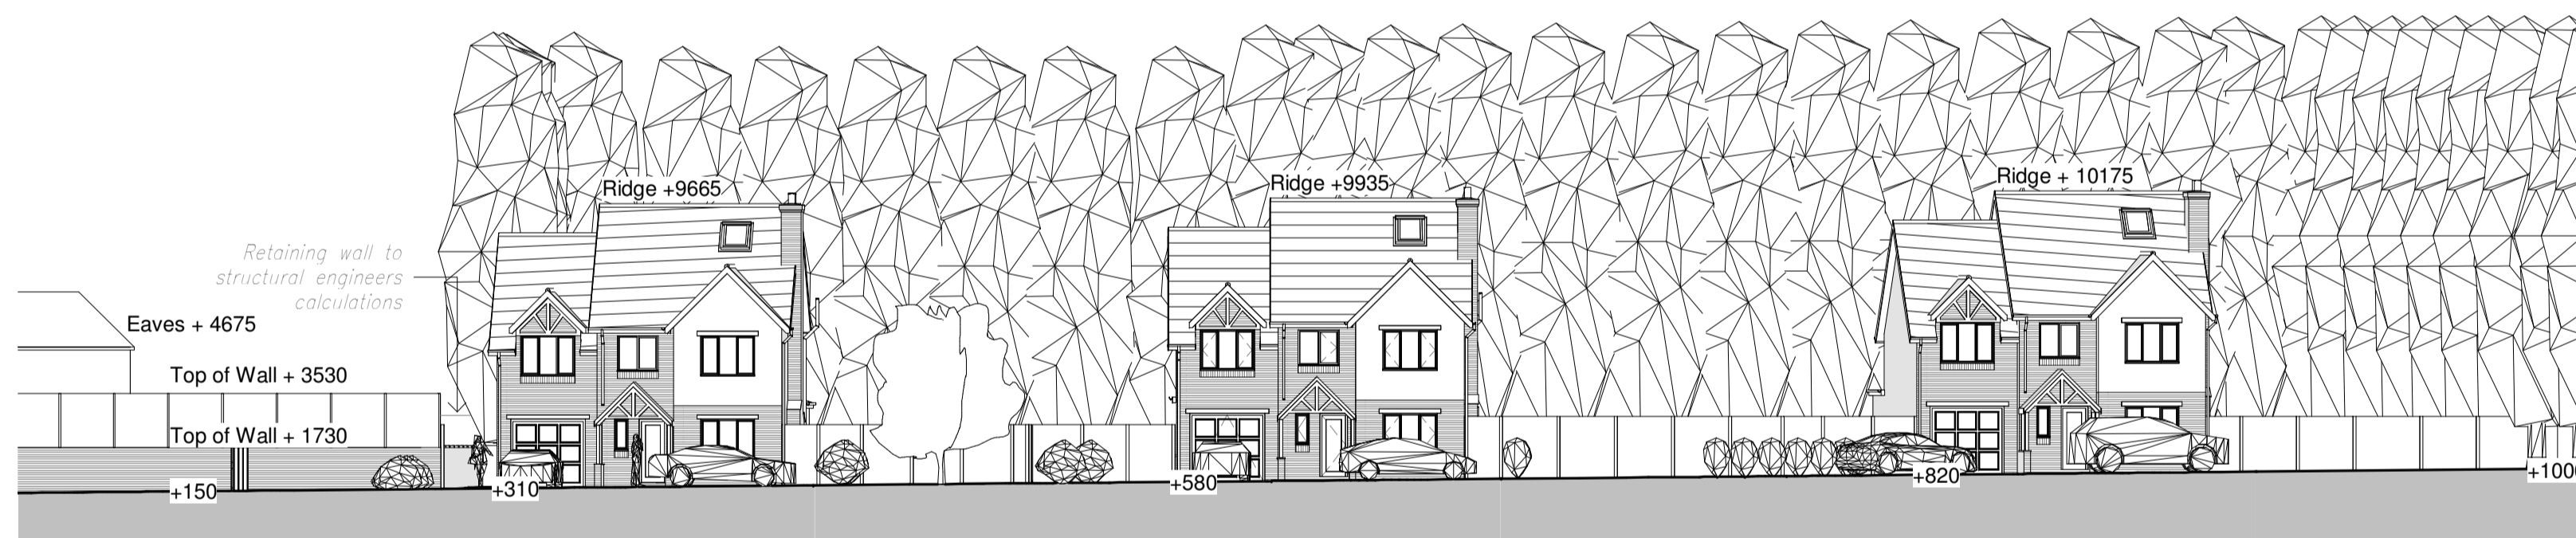 Ridge +9665
Ridge +9935
Ridge + 10175
Retaining wall to
structural engineers
calculations
Eaves + 4675
Top of Wall + 3530
Top of Wall + 1730
+150
+310
+580
+820
+100